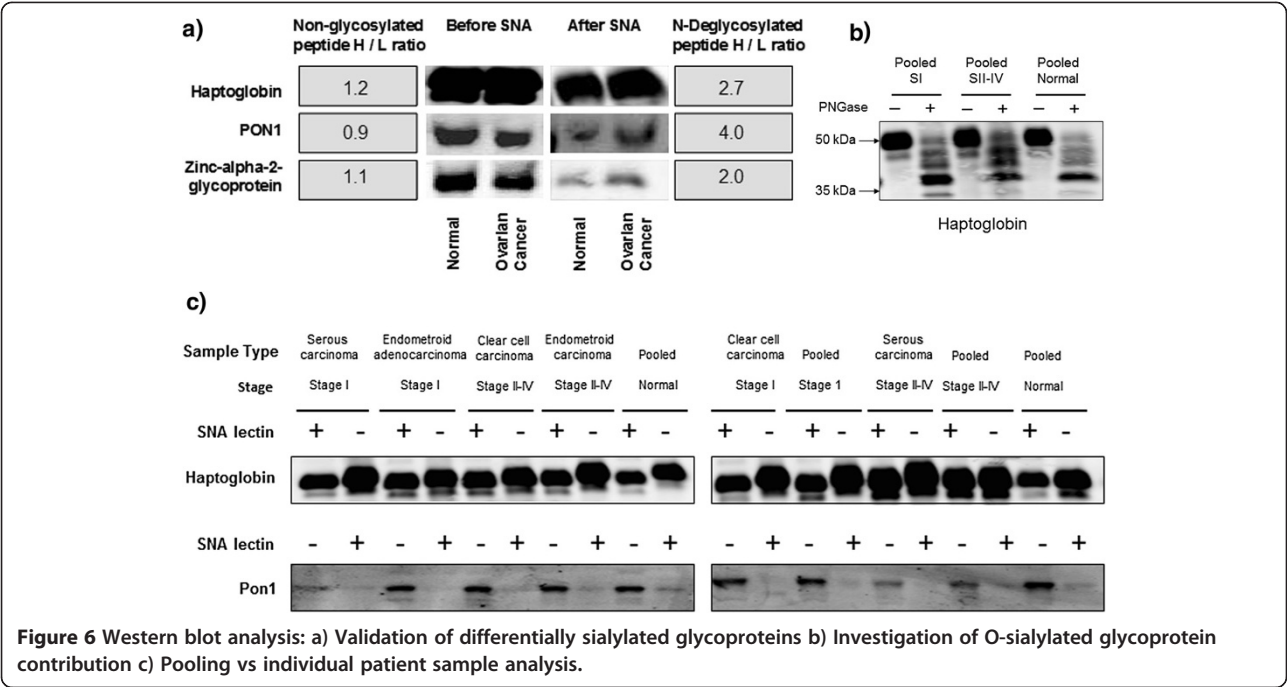 a)
Non-glycosylated peptide H / L ratio
Before SNA
After SNA
N-Deglycosylated peptide H / L ratio
Haptoglobin
1.2
2.7
PON1
0.9
4.0
Zinc-alpha-2-glycoprotein
1.1
2.0
Normal
Ovarian Cancer
Normal
Ovarian Cancer
b)
Pooled SI
Pooled SII-IV
Pooled Normal
PNGase
– + – + – +
50 kDa
35 kDa
Haptoglobin
c)
Sample Type
Serous carcinoma
Endometroid adenocarcinoma
Clear cell carcinoma
Endometroid carcinoma
Pooled
Clear cell carcinoma
Pooled
Serous carcinoma
Pooled
Pooled
Stage
Stage I
Stage I
Stage II-IV
Stage II-IV
Normal
Stage I
Stage 1
Stage II-IV
Stage II-IV
Normal
SNA lectin
+ - + - + - + - + - + - + - + - + - + -
Haptoglobin
SNA lectin
- + - + - + - + - + - + - + - + - + - +
Pon1
Figure 6 Western blot analysis: a) Validation of differentially sialylated glycoproteins b) Investigation of O-sialylated glycoprotein
contribution c) Pooling vs individual patient sample analysis.